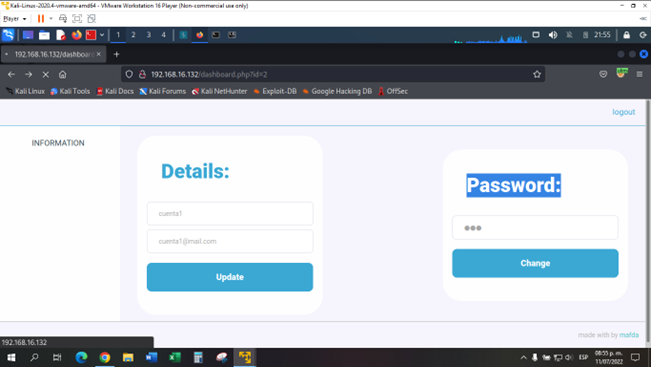 Kali-Linux-2020.4-vmware-amd64 - VMware Workstation 16 Player (Non-commercial use only)
Player
1 2 3 4
21:55
192.168.16.132/dashboard.ph
192.168.16.132/dashboard.php?id=2
Kali Linux Kali Tools Kali Docs Kali Forums Kali NetHunter Exploit-DB Google Hacking DB OffSec
logout
INFORMATION
Details:
Password:
cuenta1
cuenta1@mail.com
Update
Change
made with by mafda
192.168.16.132
ESP
08:55 p. m.
11/07/2022